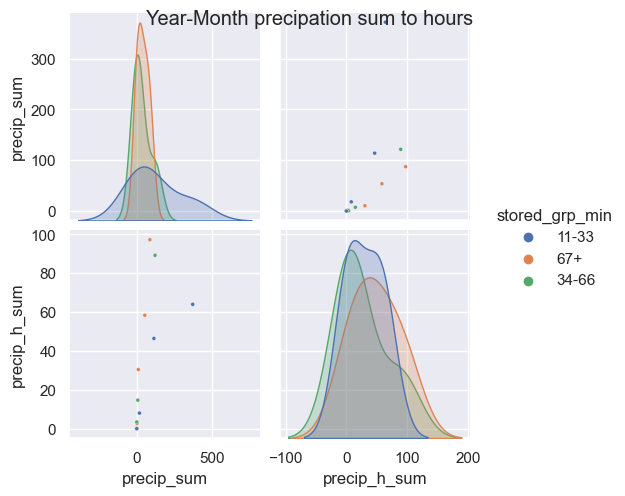 Year-Month precipation sum to hours
300
200
100
0
precip_sum
100
80
60
40
20
0
precip_h_sum
0 500
precip_sum
−100 0 100 200
precip_h_sum
stored_grp_min
11-33
67+
34-66